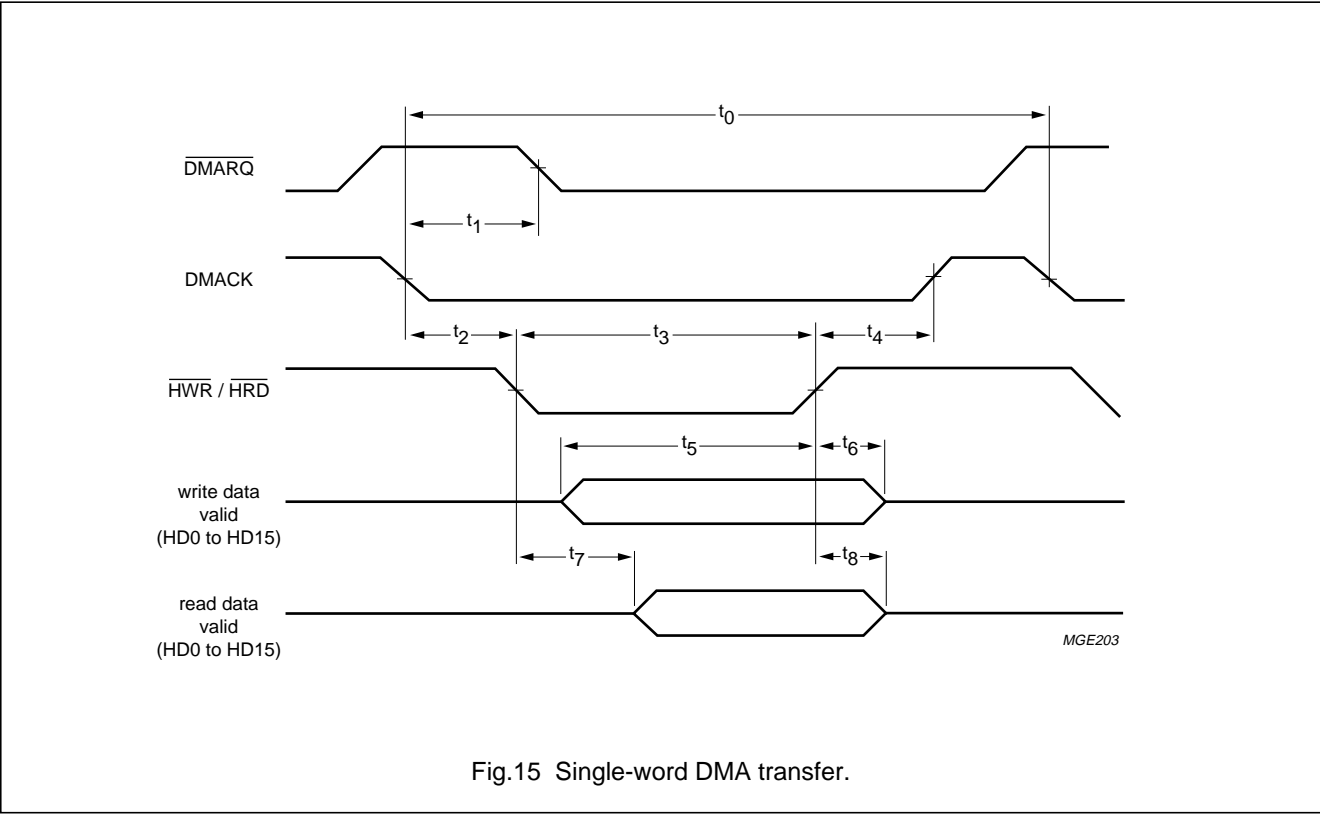 t0
DMARQ
t1
DMACK
t2
t3
t4
HWR / HRD
t5
t6
write data
valid
(HD0 to HD15)
t7
t8
read data
valid
(HD0 to HD15)
MGE203
Fig.15 Single-word DMA transfer.